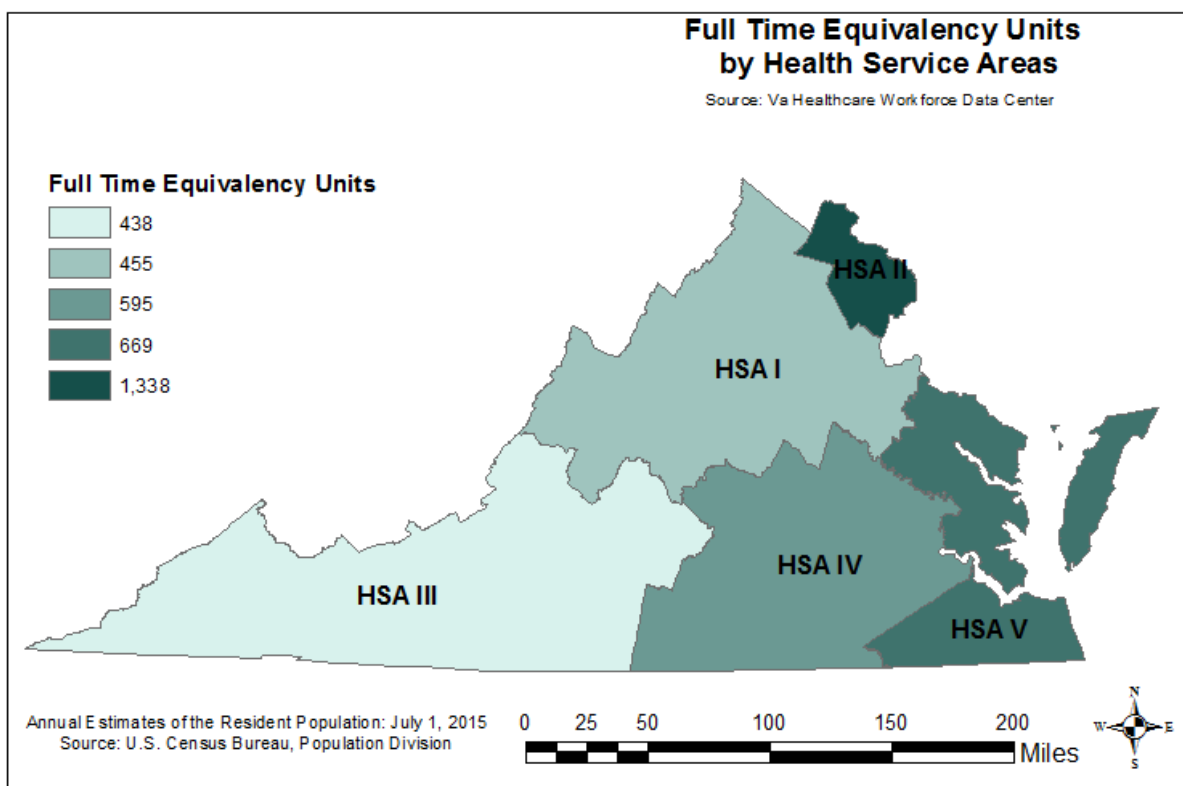 Full Time Equivalency Units
by Health Service Areas
Source: Va Healthcare Workforce Data Center
Full Time Equivalency Units
438
455
595
669
1,338
HSA II
HSA I
HSA IV
HSA III
HSA V
Annual Estimates of the Resident Population: July 1, 2015
Source: U.S. Census Bureau, Population Division
0 25 50 100 150 200
Miles
N
W E
S